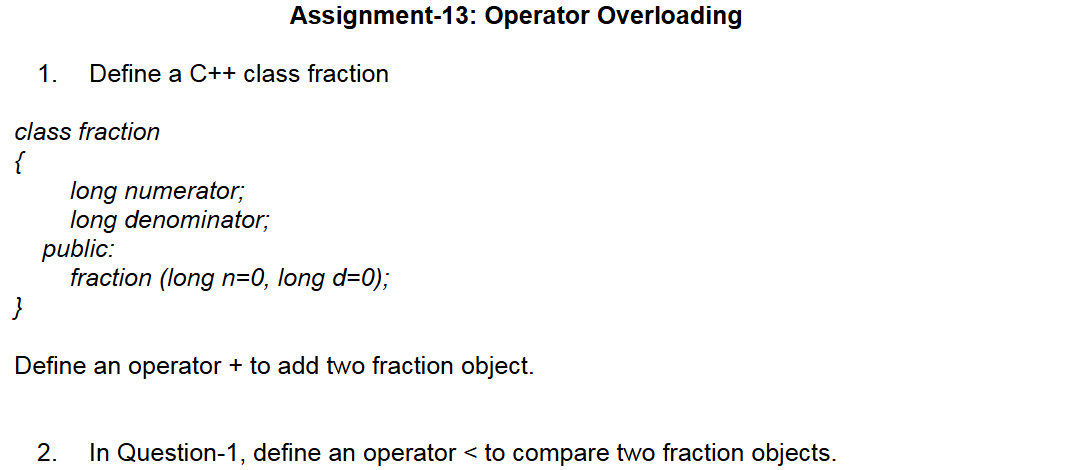 Assignment-13: Operator Overloading
1. Define a C++ class fraction
class fraction
{
long numerator;
long denominator;
public:
fraction (long n=0, long d=0);
}
Define an operator + to add two fraction object.
2. In Question-1, define an operator < to compare two fraction objects.